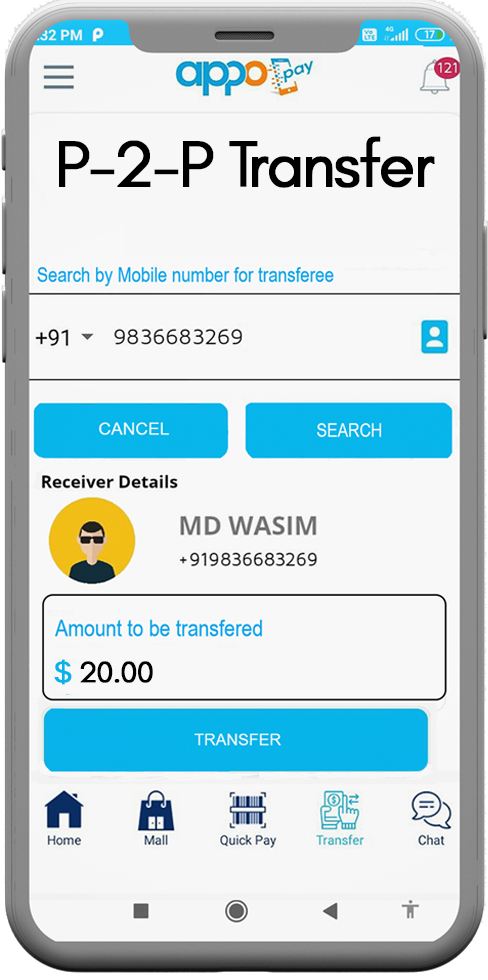 :32 PM P 4G 17
appo pay
121
P-2-P Transfer
Search by Mobile number for transferee
+91 9836683269
CANCEL SEARCH
Receiver Details
MD WASIM
+919836683269
Amount to be transfered
$ 20.00
TRANSFER
Home Mall Quick Pay Transfer Chat